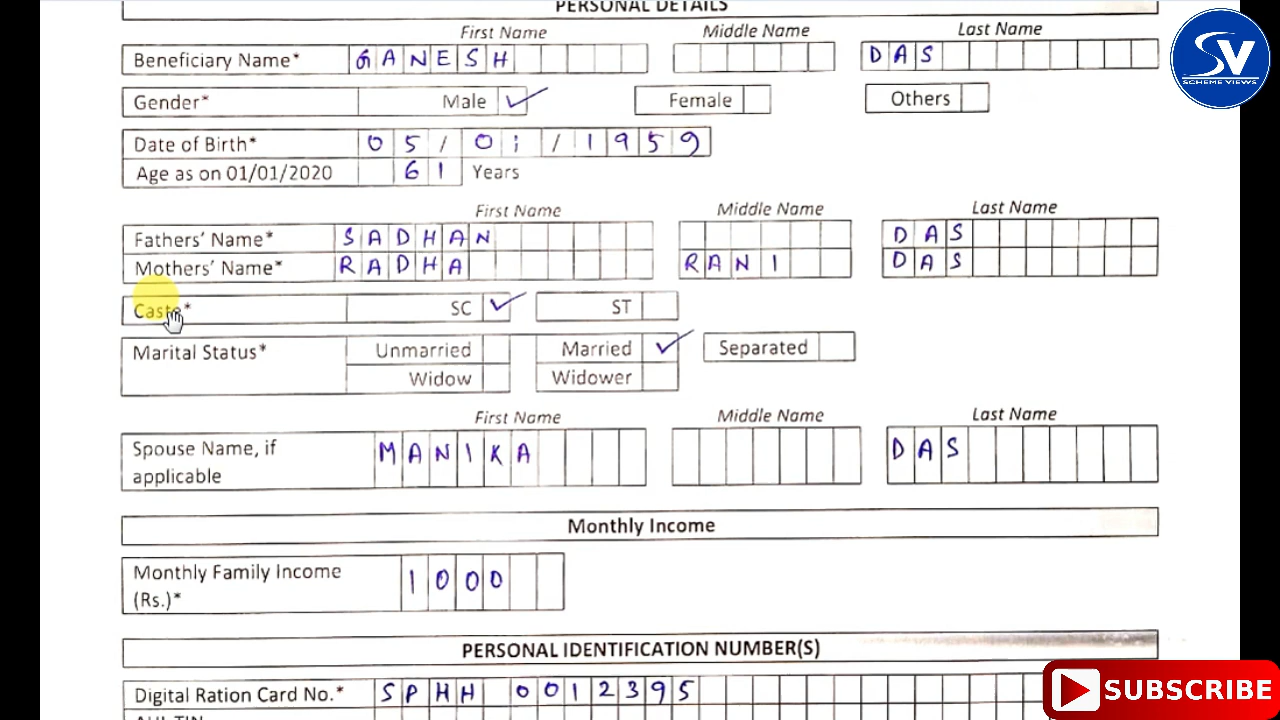 PERSONAL DETAILS
First Name Middle Name Last Name
Beneficiary Name* GANESH DAS
SV
SCHEME VIEWS
Gender* Male ✓ Female Others
Date of Birth* 05/01/1959
Age as on 01/01/2020 61 Years
First Name Middle Name Last Name
Fathers' Name* SADHAN DAS
Mothers' Name* RADHA RANI DAS
Caste* SC ✓ ST
Marital Status* Unmarried Married ✓ Separated
Widow Widower
First Name Middle Name Last Name
Spouse Name, if
applicable MANIKA DAS
Monthly Income
Monthly Family Income
(Rs.)* 1000
PERSONAL IDENTIFICATION NUMBER(S)
Digital Ration Card No.* SPHH 0012395
SUBSCRIBE